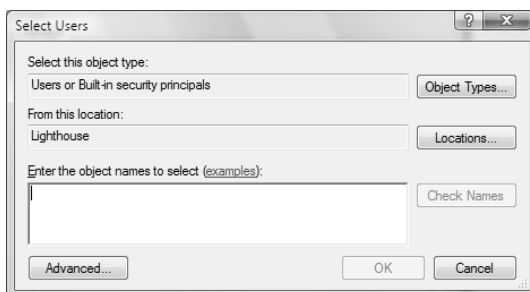 Select Users
Select this object type:
Users or Built-in security principals
Object Types...
From this location:
Lighthouse
Locations...
Enter the object names to select (examples):
Check Names
Advanced...
OK
Cancel